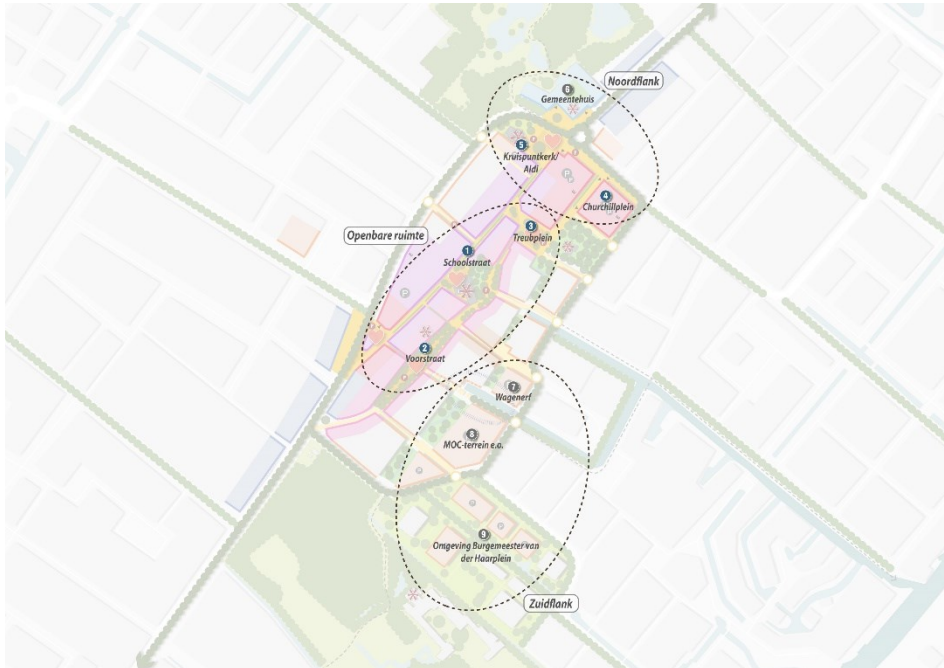 Noordflank
6
Gemeentehuis
5
Kruispuntkerk/
Aldi
P
4
Churchillplein
3
Treubplein
Openbare ruimte
1
Schoolstraat
P
2
Voorstraat
7
Wagenerf
8
MOC-terrein e.o.
9
Omgeving Burgemeester van
der Haarplein
Zuidflank